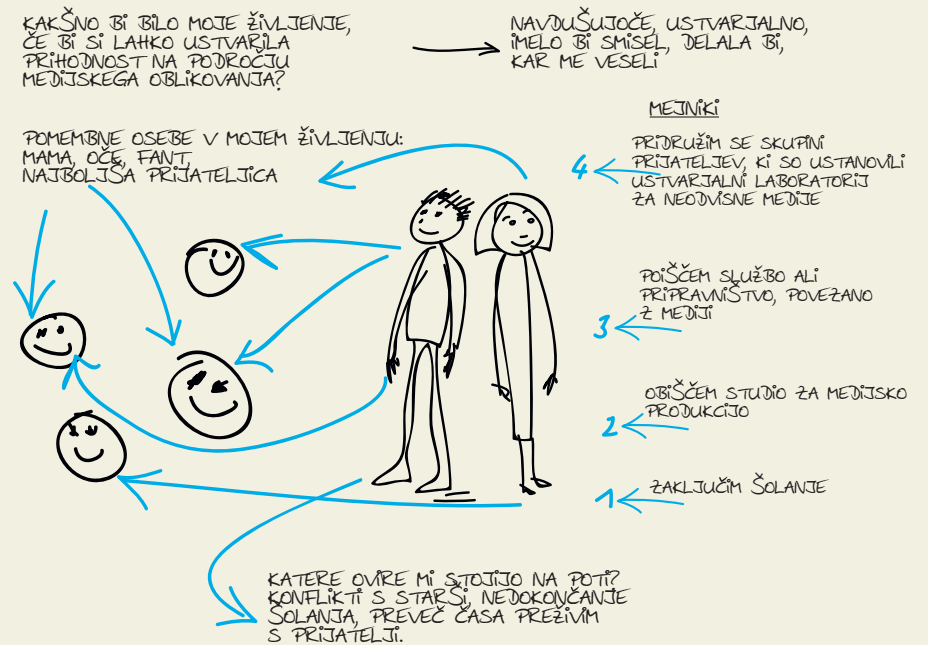 KAKŠNO BI BILO MOJE ŽIVLJENJE,
ČE BI SI LAHKO USTVARILA
PRIHODNOST NA PODROČJU
MEDIJSKEGA OBLIKOVANJA?
NAVDUŠUJOČE, USTVARJALNO,
IMELO BI SMISEL, DELALA BI,
KAR ME VESELI
POMEMBNE OSEBE V MOJEM ŽIVLJENJU:
MAMA, OČE, FANT,
NAJBOLJŠA PRIJATELJICA
MEJNIKI
4
PRIDRUŽIM SE SKUPINI
PRIJATELJEV, KI SO USTANOVILI
USTVARJALNI LABORATORIJ
ZA NEODVISNE MEDIJE
3
POIŠČEM SLUŽBO ALI
PRIPRAVNIŠTVO, POVEZANO
Z MEDIJI
2
OBIŠČEM STUDIO ZA MEDIJSKO
PRODUKCIJO
1
ZAKLJUČIM ŠOLANJE
KATERE OVIRE MI STOJIJO NA POTI?
KONFLIKTI S STARŠI, NEDOKONČANJE
ŠOLANJA, PREVEČ ČASA PREŽIVIM
S PRIJATELJI.